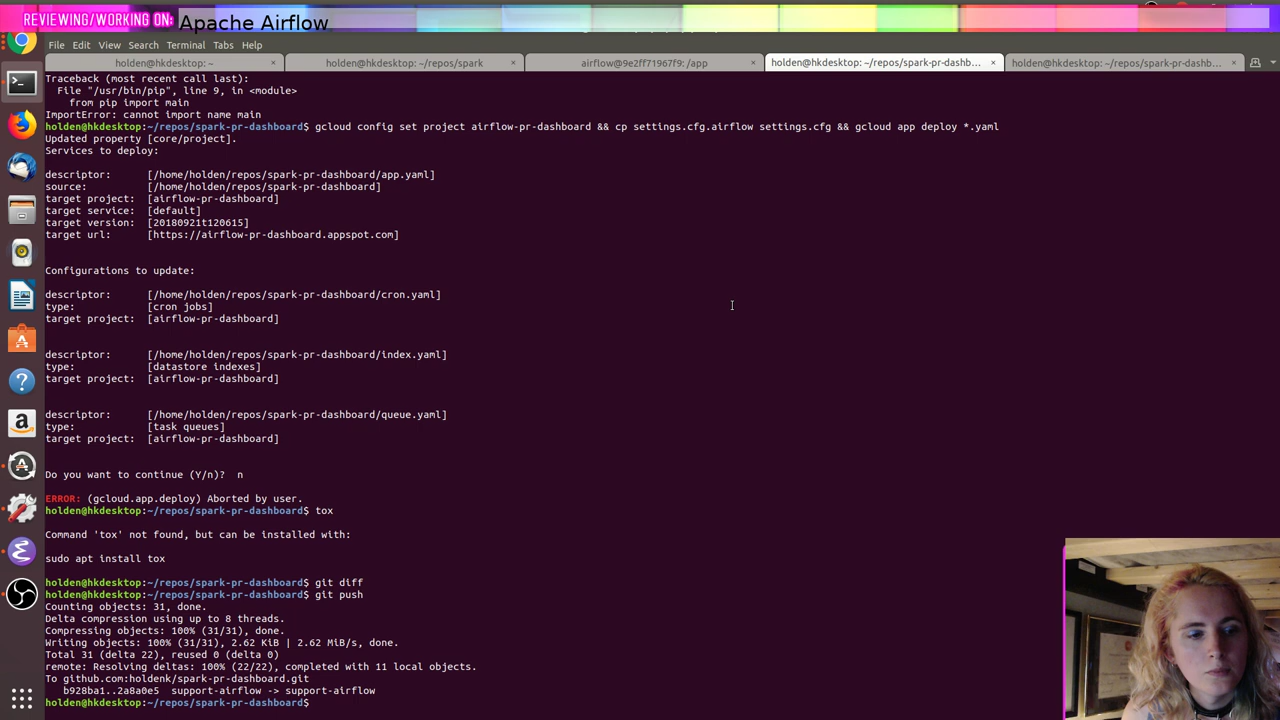 REVIEWING/WORKING ON: Apache Airflow
File Edit View Search Terminal Tabs Help
holden@hkdesktop: ~ × holden@hkdesktop: ~/repos/spark × airflow@9e2ff71967f9: /app × holden@hkdesktop: ~/repos/spark-pr-dashb... × holden@hkdesktop: ~/repos/spark-pr-dashb... ×
Traceback (most recent call last):
File "/usr/bin/pip", line 9, in <module>
from pip import main
ImportError: cannot import name main
holden@hkdesktop:~/repos/spark-pr-dashboard$ gcloud config set project airflow-pr-dashboard && cp settings.cfg.airflow settings.cfg && gcloud app deploy *.yaml
Updated property [core/project].
Services to deploy:
descriptor: [/home/holden/repos/spark-pr-dashboard/app.yaml]
source: [/home/holden/repos/spark-pr-dashboard]
target project: [airflow-pr-dashboard]
target service: [default]
target version: [20180921t120615]
target url: [https://airflow-pr-dashboard.appspot.com]
Configurations to update:
descriptor: [/home/holden/repos/spark-pr-dashboard/cron.yaml]
type: [cron jobs]
target project: [airflow-pr-dashboard]
descriptor: [/home/holden/repos/spark-pr-dashboard/index.yaml]
type: [datastore indexes]
target project: [airflow-pr-dashboard]
descriptor: [/home/holden/repos/spark-pr-dashboard/queue.yaml]
type: [task queues]
target project: [airflow-pr-dashboard]
Do you want to continue (Y/n)? n
ERROR: (gcloud.app.deploy) Aborted by user.
holden@hkdesktop:~/repos/spark-pr-dashboard$ tox
Command 'tox' not found, but can be installed with:
sudo apt install tox
holden@hkdesktop:~/repos/spark-pr-dashboard$ git diff
holden@hkdesktop:~/repos/spark-pr-dashboard$ git push
Counting objects: 31, done.
Delta compression using up to 8 threads.
Compressing objects: 100% (31/31), done.
Writing objects: 100% (31/31), 2.62 KiB | 2.62 MiB/s, done.
Total 31 (delta 22), reused 0 (delta 0)
remote: Resolving deltas: 100% (22/22), completed with 11 local objects.
To github.com:holdenk/spark-pr-dashboard.git
b928ba1..2a8a0e5 support-airflow -> support-airflow
holden@hkdesktop:~/repos/spark-pr-dashboard$